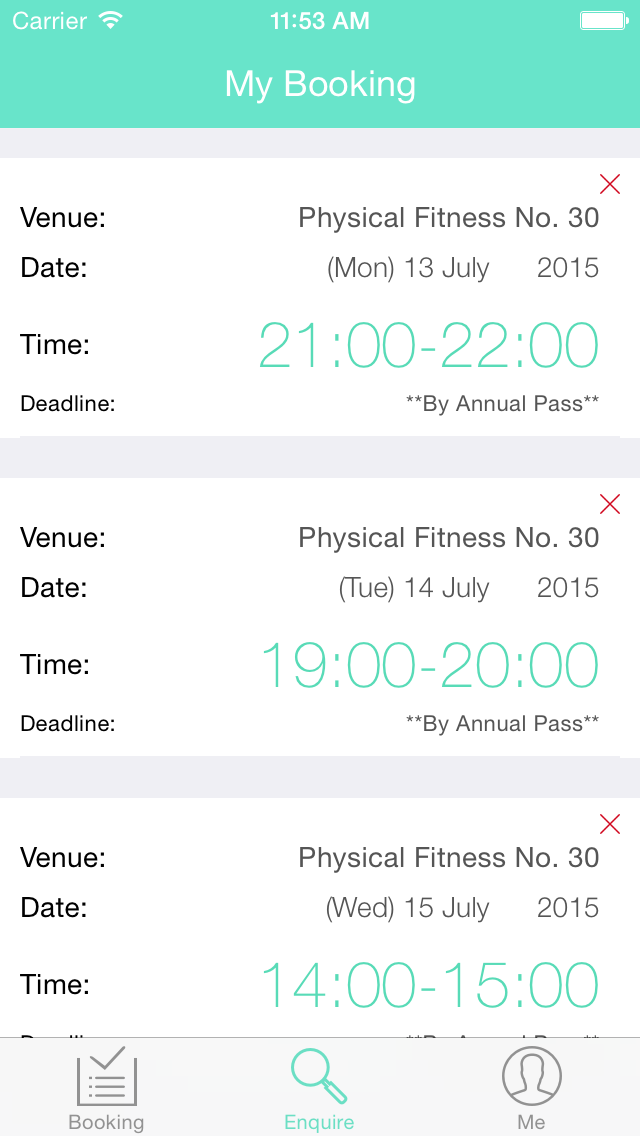 Carrier 11:53 AM
My Booking
Venue: Physical Fitness No. 30
Date: (Mon) 13 July 2015
Time: 21:00-22:00
Deadline: **By Annual Pass**
Venue: Physical Fitness No. 30
Date: (Tue) 14 July 2015
Time: 19:00-20:00
Deadline: **By Annual Pass**
Venue: Physical Fitness No. 30
Date: (Wed) 15 July 2015
Time: 14:00-15:00
Booking Enquire Me